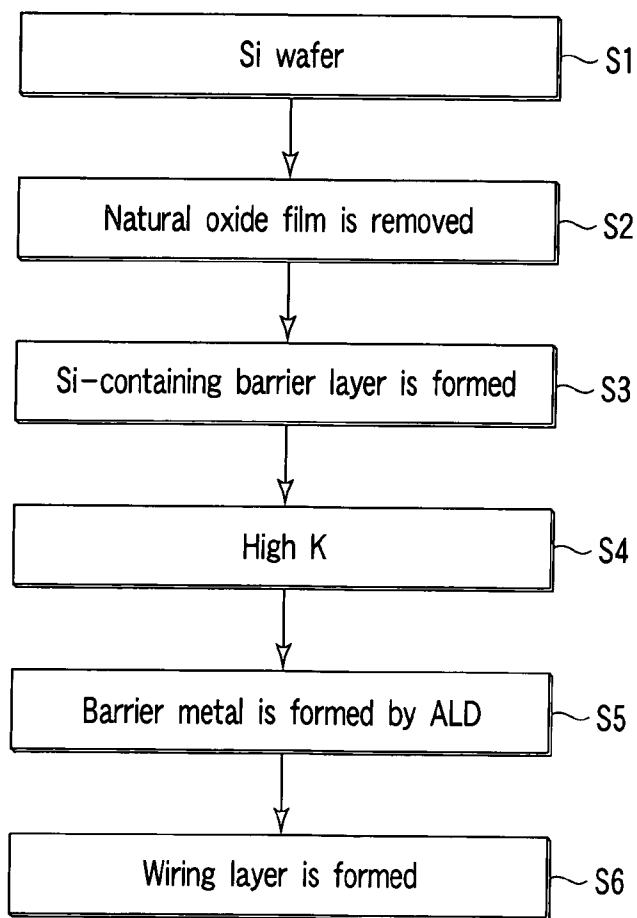 Si wafer
S1
Natural oxide film is removed
S2
Si-containing barrier layer is formed
S3
High K
S4
Barrier metal is formed by ALD
S5
Wiring layer is formed
S6